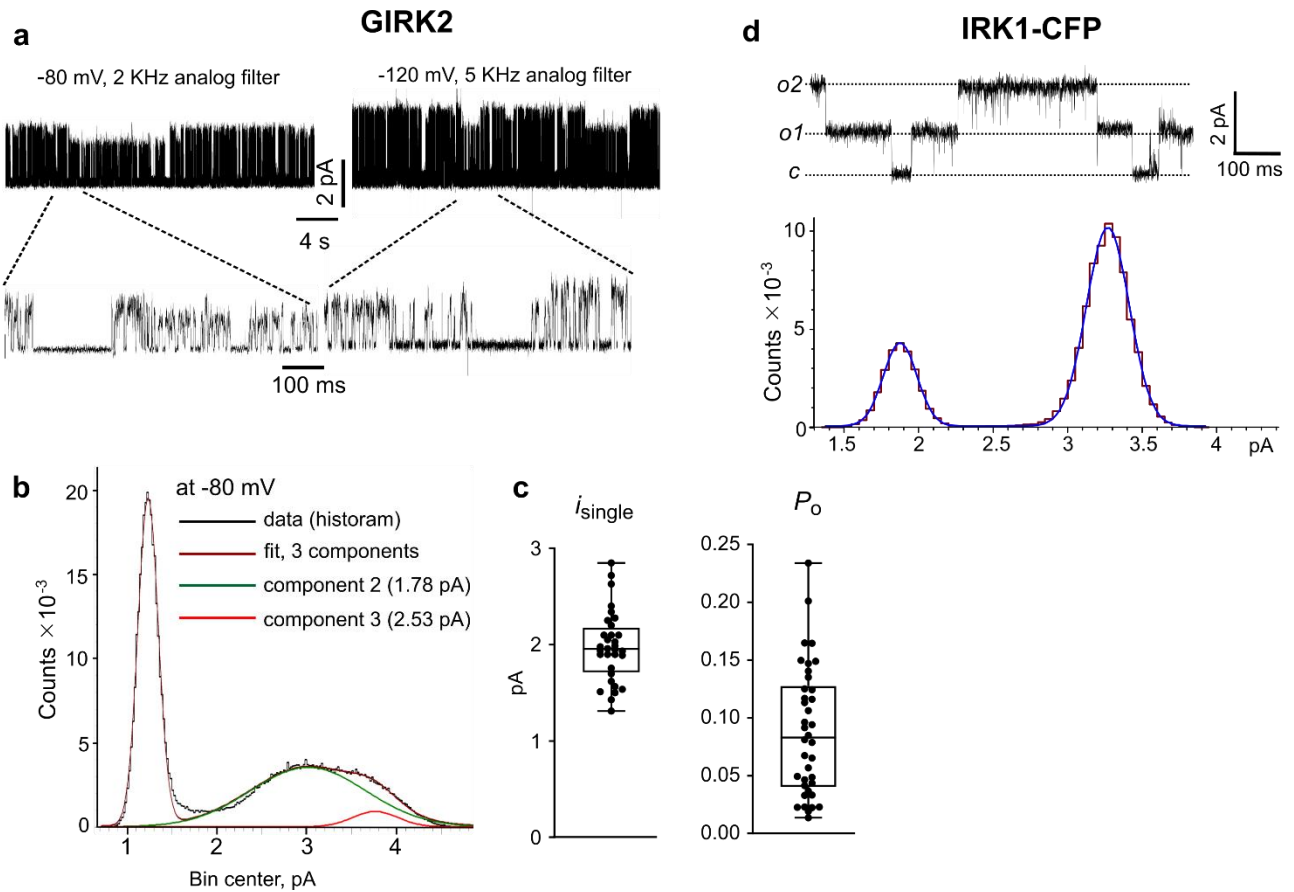 GIRK2
a
-80 mV, 2 KHz analog filter
-120 mV, 5 KHz analog filter
2 pA
4 s
100 ms
d
IRK1-CFP
o2
o1
c
2 pA
100 ms
10
5
0
Counts ×10-3
1.5
2
2.5
3
3.5
4
pA
b
at -80 mV
data (historam)
fit, 3 components
component 2 (1.78 pA)
component 3 (2.53 pA)
20
15
10
5
0
Counts ×10-3
1
2
3
4
Bin center, pA
c
isingle
3
2
1
0
pA
Po
0.25
0.20
0.15
0.10
0.05
0.00